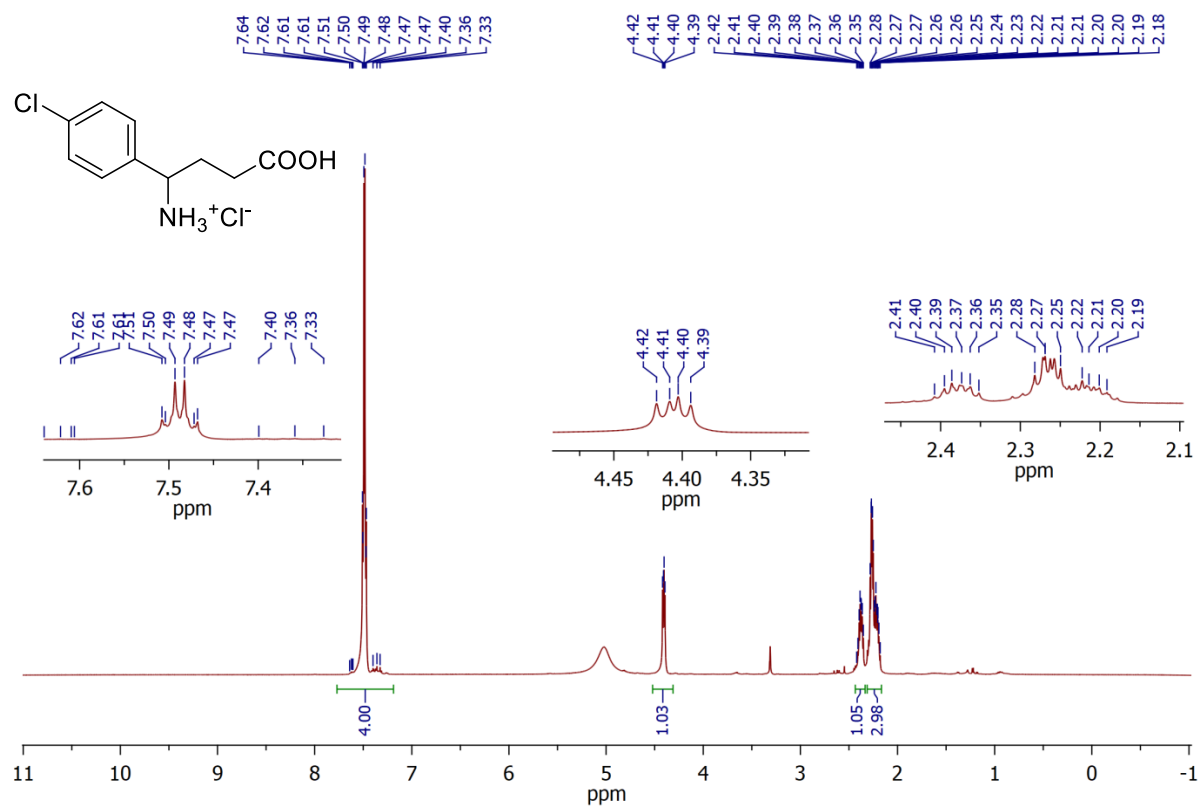 7.64 7.62 7.61 7.61 7.51 7.50 7.49 7.48 7.47 7.47 7.40 7.36 7.33
4.42 4.41 4.40 4.39
2.42 2.41 2.40 2.39 2.38 2.37 2.36 2.35 2.28 2.27 2.27 2.26 2.26 2.25 2.24 2.23 2.22 2.21 2.21 2.20 2.20 2.19 2.18
Cl
COOH
NH₃⁺Cl⁻
7.62 7.61 7.61 7.51 7.50 7.49 7.48 7.47 7.47 7.40 7.36 7.33
7.6 7.5 7.4
ppm
4.42 4.41 4.40 4.39
4.45 4.40 4.35
ppm
2.41 2.40 2.39 2.37 2.36 2.35 2.28 2.27 2.25 2.22 2.21 2.20 2.19
2.4 2.3 2.2 2.1
ppm
4.00 1.03 1.05 2.98
11 10 9 8 7 6 5 4 3 2 1 0 -1
ppm